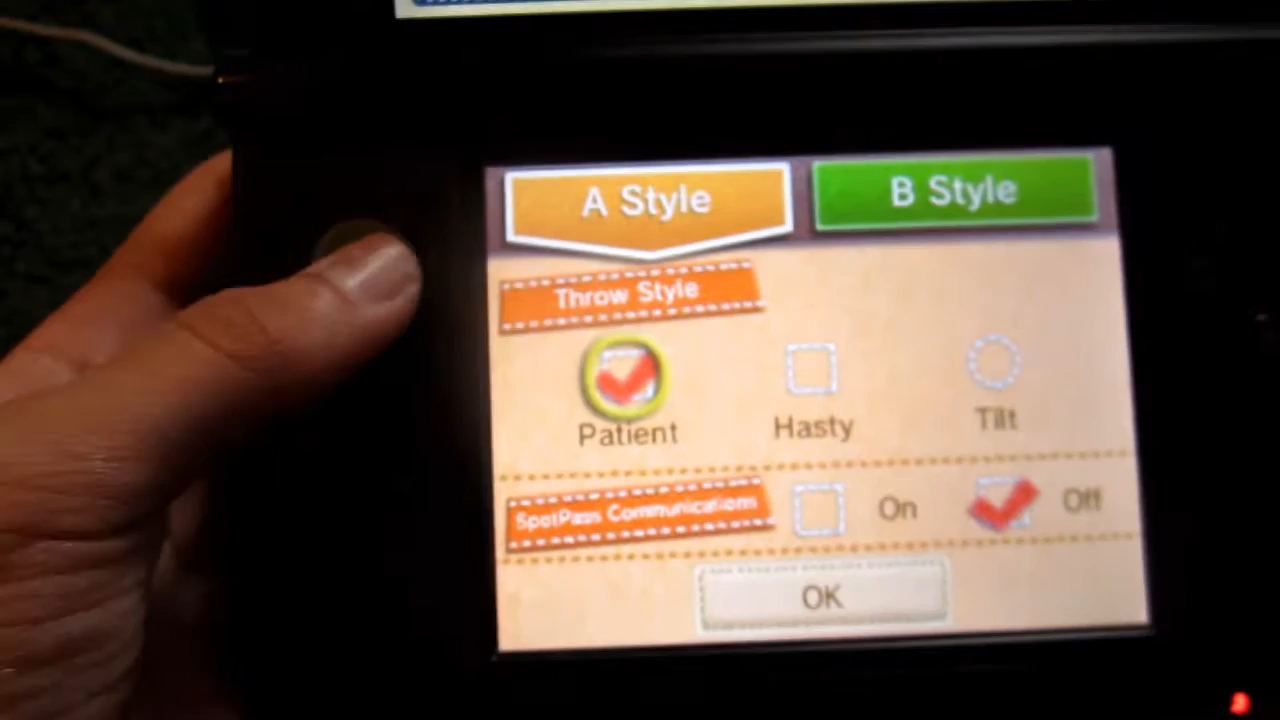 A Style
B Style
Throw Style
Patient
Hasty
Tilt
SpotPass Communications
On
Off
OK